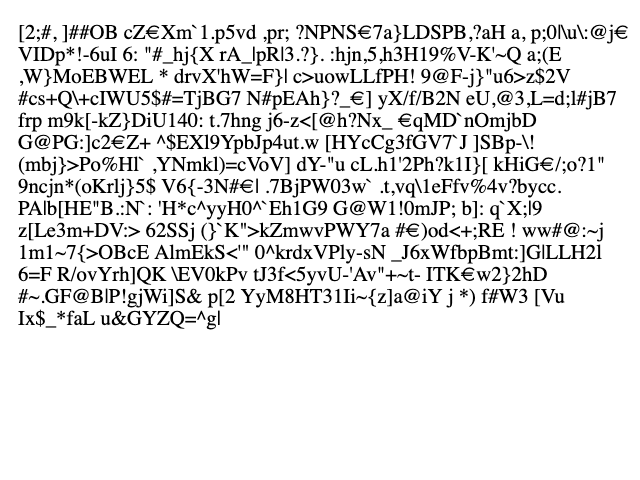 [2;#, ]##OB cZ€Xm`1.p5vd ,pr; ?NPNS€7a}LDSPB,?aH a, p;0l\u\:@j€
VIDp*!-6uI 6: "#_hj{X rA_|pR|3.?}. :hjn,5,h3H19%V-K'~Q a;(E
,W}MoEBWEL * drvX'hW=F}| c>uowLLfPH! 9@F-j}"u6>z$2V
#cs+Q\+cIWU5$#=TjBG7 N#pEAh}?_€] yX/f/B2N eU,@3,L=d;l#jB7
frp m9k[-kZ}DiU140: t.7hng j6-z<[@h?Nx_ €qMD`nOmjbD
G@PG:]c2€Z+ ^$EXl9YpbJp4ut.w [HYcCg3fGV7`J ]SBp-\!
(mbj}>Po%Hl` ,YNmkl)=cVoV] dY-"u cL.h1'2Ph?k1I}[ kHiG€/;o?1"
9ncjn*(oKrlj}5$ V6{-3N#€| .7BjPW03w` .t,vq\1eFfv%4v?bycc.
PA|b[HE"B.:N`: 'H*c^yyH0^`Eh1G9 G@W1!0mJP; b]: q`X;|9
z[Le3m+DV:> 62SSj (}`K">kZmwvPWY7a #€)od<+;RE ! ww#@:~j
1m1~7{>OBcE AlmEkS<'" 0^krdxVPly-sN _J6xWfbpBmt:]G|LLH2l
6=F R/ovYrh]QK \EV0kPv tJ3f<5yvU-'Av"+~t- ITK€w2}2hD
#~.GF@B|P!gjWi]S& p[2 YyM8HT31Ii~{z]a@iY j *) f#W3 [Vu
Ix$_*faL u&GYZQ=^g|